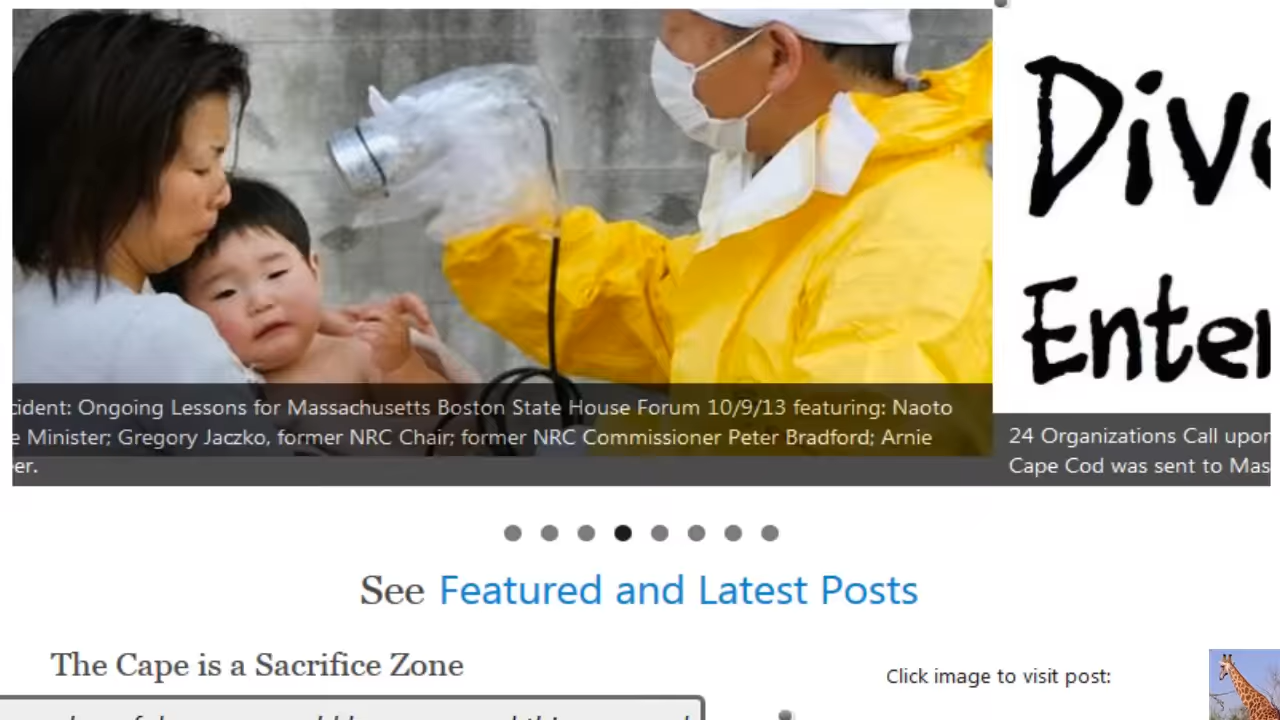 cident: Ongoing Lessons for Massachusetts Boston State House Forum 10/9/13 featuring: Naoto
e Minister; Gregory Jaczko, former NRC Chair; former NRC Commissioner Peter Bradford; Arnie
er.
Dive
Enter
24 Organizations Call upon
Cape Cod was sent to Mas
See Featured and Latest Posts
The Cape is a Sacrifice Zone
Click image to visit post: